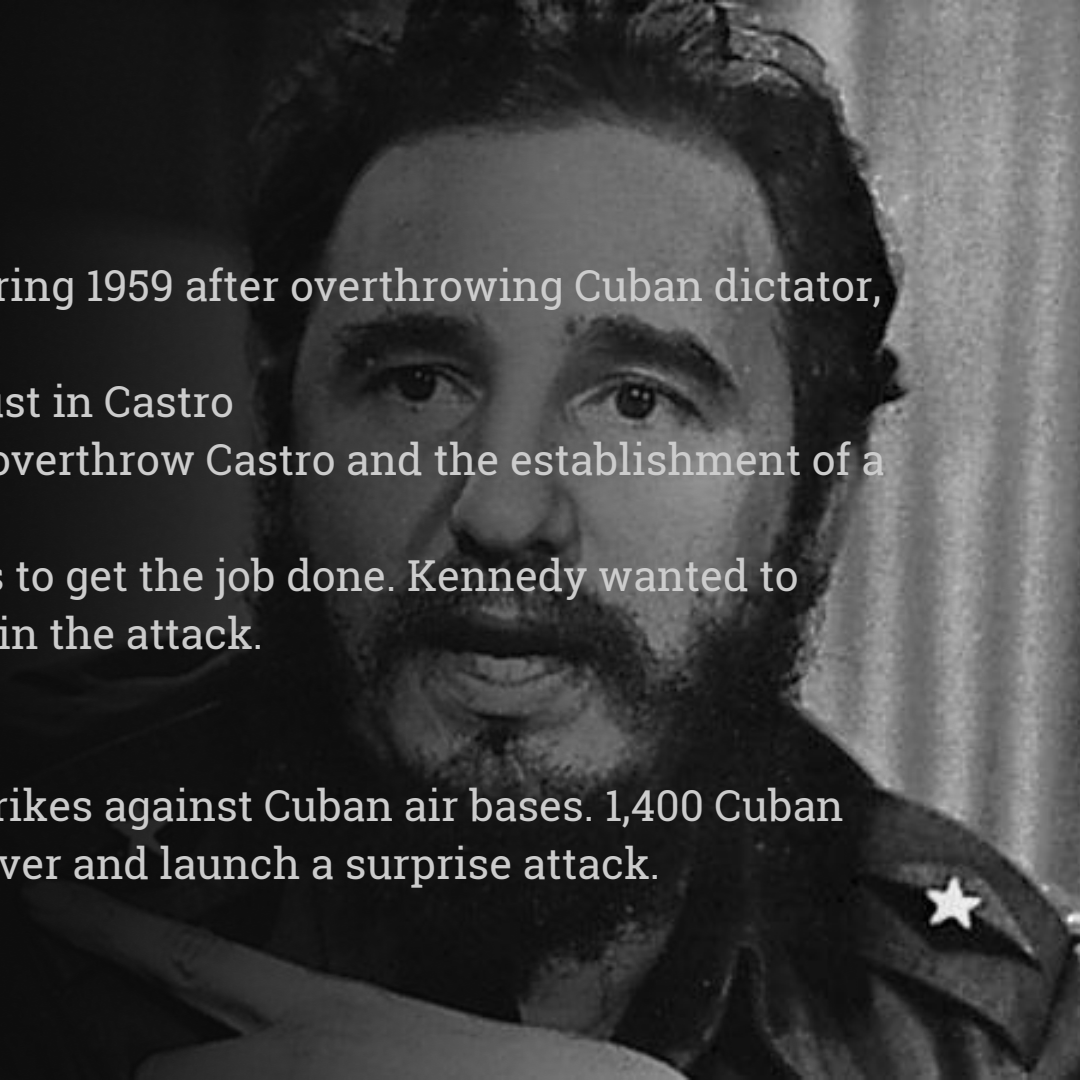 ring 1959 after overthrowing Cuban dictator,
ust in Castro
overthrow Castro and the establishment of a
s to get the job done. Kennedy wanted to
in the attack.
rikes against Cuban air bases. 1,400 Cuban
ver and launch a surprise attack.